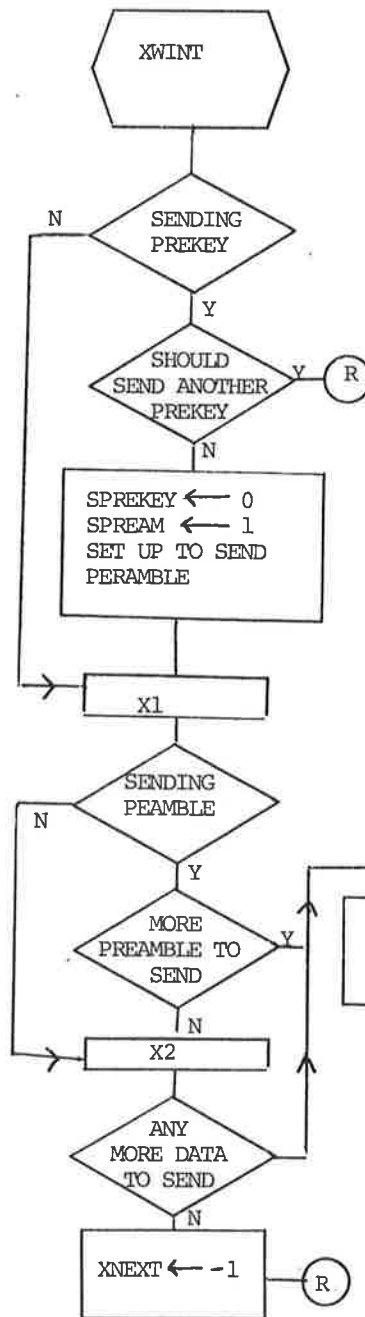 XWINT
N
SENDING
PREKEY
Y
SHOULD
SEND ANOTHER
PREKEY
Y
R
N
SPREKEY ← 0
SPREAM ← 1
SET UP TO SEND
PERAMBLE
X1
SENDING
PEAMBLE
N
Y
MORE
PREAMBLE TO
SEND
Y
N
X2
ANY
MORE DATA
TO SEND
N
XNEXT ← -1
R